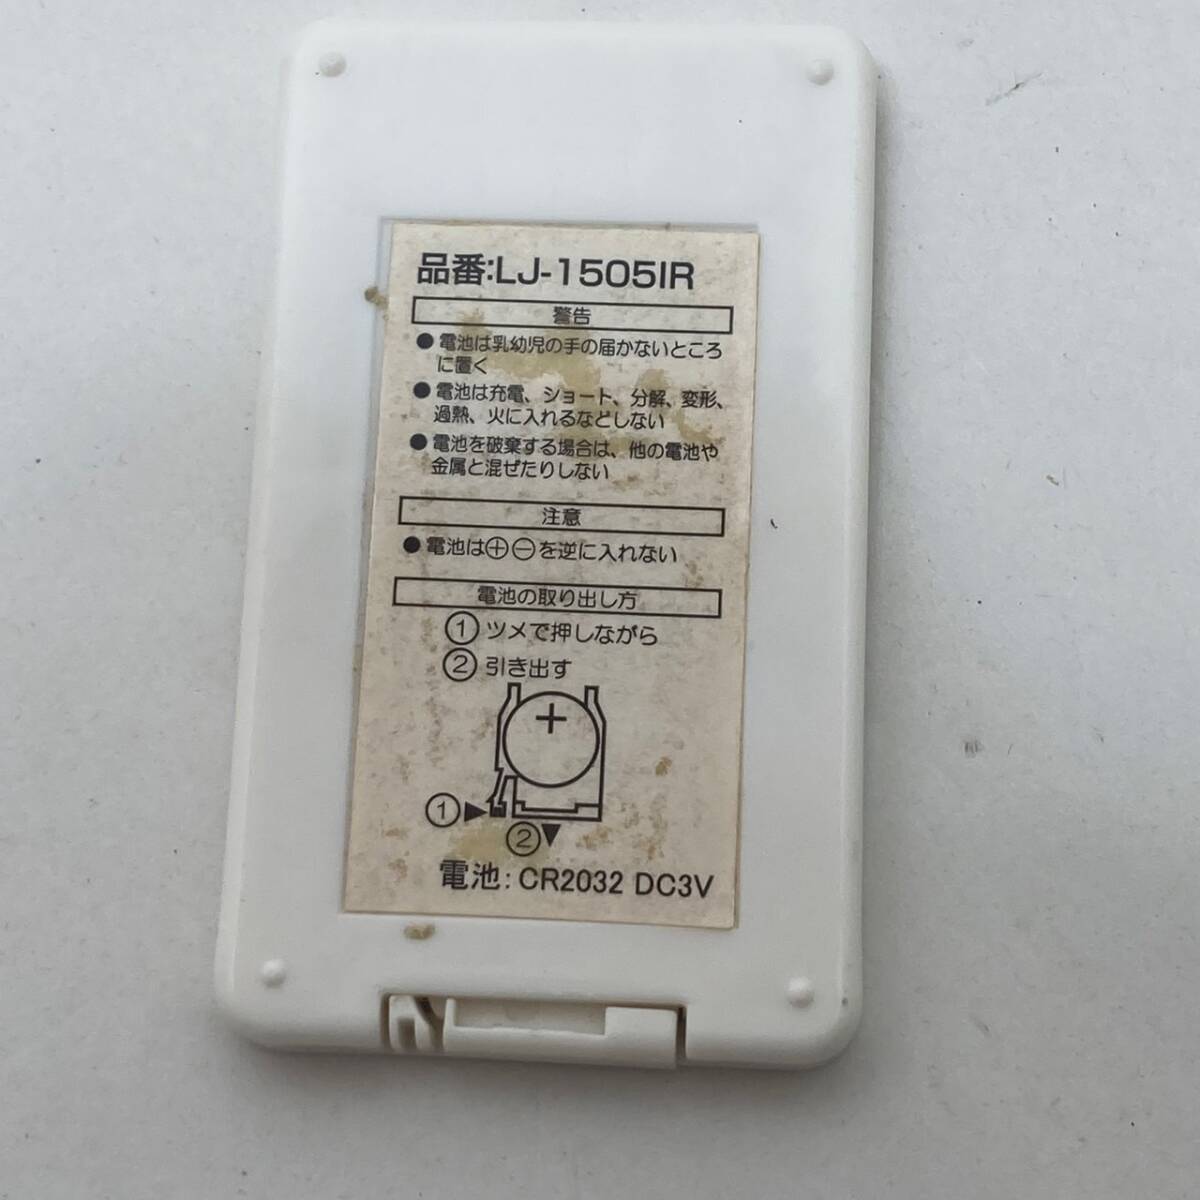 品番:LJ-1505IR
警告
● 電池は乳幼児の手の届かないところ
に置く
● 電池は充電、ショート、分解、変形、
過熱、火に入れるなどしない
● 電池を破棄する場合は、他の電池や
金属と混ぜたりしない
注意
● 電池は⊕⊖を逆に入れない
電池の取り出し方
① ツメで押しながら
② 引き出す
+
①▶
②▼
電池: CR2032 DC3V